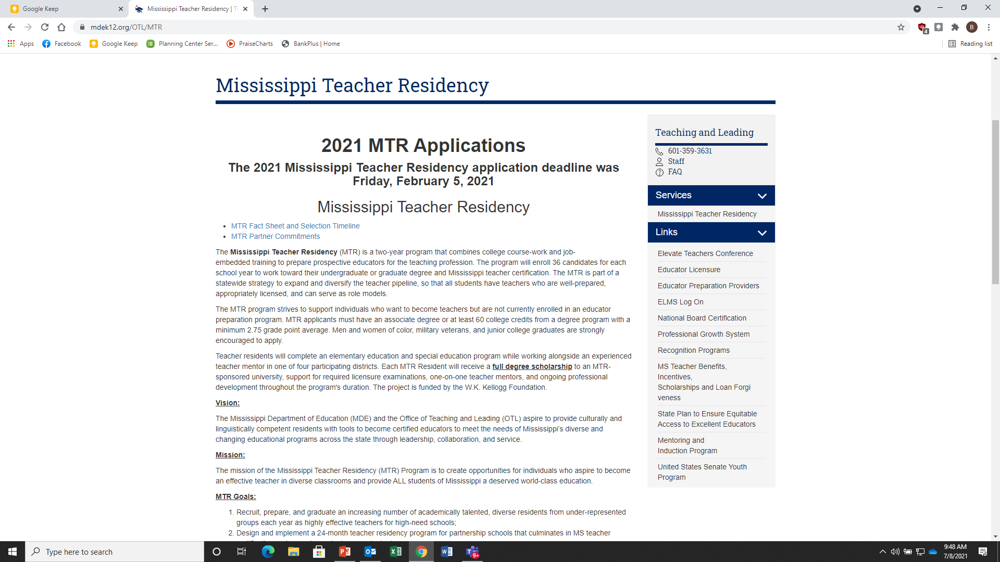 Google Keep
Mississippi Teacher Residency | T
mdek12.org/OTL/MTR
4
B
Apps
Facebook
Google Keep
Planning Center Ser...
PraiseCharts
BankPlus | Home
Reading list
Mississippi Teacher Residency
2021 MTR Applications
The 2021 Mississippi Teacher Residency application deadline was
Friday, February 5, 2021
Mississippi Teacher Residency
• MTR Fact Sheet and Selection Timeline
• MTR Partner Commitments
The Mississippi Teacher Residency (MTR) is a two-year program that combines college course-work and job-
embedded training to prepare prospective educators for the teaching profession. The program will enroll 36 candidates for each
school year to work toward their undergraduate or graduate degree and Mississippi teacher certification. The MTR is part of a
statewide strategy to expand and diversify the teacher pipeline, so that all students have teachers who are well-prepared,
appropriately licensed, and can serve as role models.
The MTR program strives to support individuals who want to become teachers but are not currently enrolled in an educator
preparation program. MTR applicants must have an associate degree or at least 60 college credits from a degree program with a
minimum 2.75 grade point average. Men and women of color, military veterans, and junior college graduates are strongly
encouraged to apply.
Teacher residents will complete an elementary education and special education program while working alongside an experienced
teacher mentor in one of four participating districts. Each MTR Resident will receive a full degree scholarship to an MTR-
sponsored university, support for required licensure examinations, one-on-one teacher mentors, and ongoing professional
development throughout the program's duration. The project is funded by the W.K. Kellogg Foundation.
Vision:
The Mississippi Department of Education (MDE) and the Office of Teaching and Leading (OTL) aspire to provide culturally and
linguistically competent residents with tools to become certified educators to meet the needs of Mississippi's diverse and
changing educational programs across the state through leadership, collaboration, and service.
Mission:
The mission of the Mississippi Teacher Residency (MTR) Program is to create opportunities for individuals who aspire to become
an effective teacher in diverse classrooms and provide ALL students of Mississippi a deserved world-class education.
MTR Goals:
1. Recruit, prepare, and graduate an increasing number of academically talented, diverse residents from under-represented
groups each year as highly effective teachers for high-need schools;
2. Design and implement a 24-month teacher residency program for partnership schools that culminates in MS teacher
Teaching and Leading
601-359-3631
Staff
FAQ
Services
Mississippi Teacher Residency
Links
Elevate Teachers Conference
Educator Licensure
Educator Preparation Providers
ELMS Log On
National Board Certification
Professional Growth System
Recognition Programs
MS Teacher Benefits,
Incentives,
Scholarships and Loan Forgi
veness
State Plan to Ensure Equitable
Access to Excellent Educators
Mentoring and
Induction Program
United States Senate Youth
Program
Type here to search
9+
9:48 AM
7/8/2021